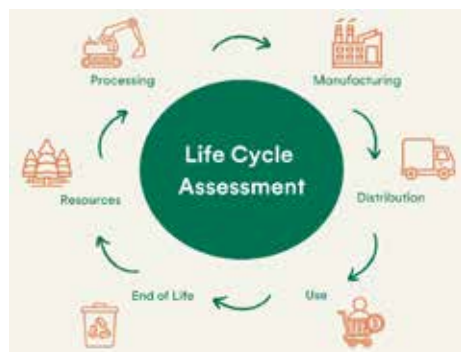 Processing
Manufacturing
Life Cycle
Assessment
Resources
Distribution
End of Life
Use